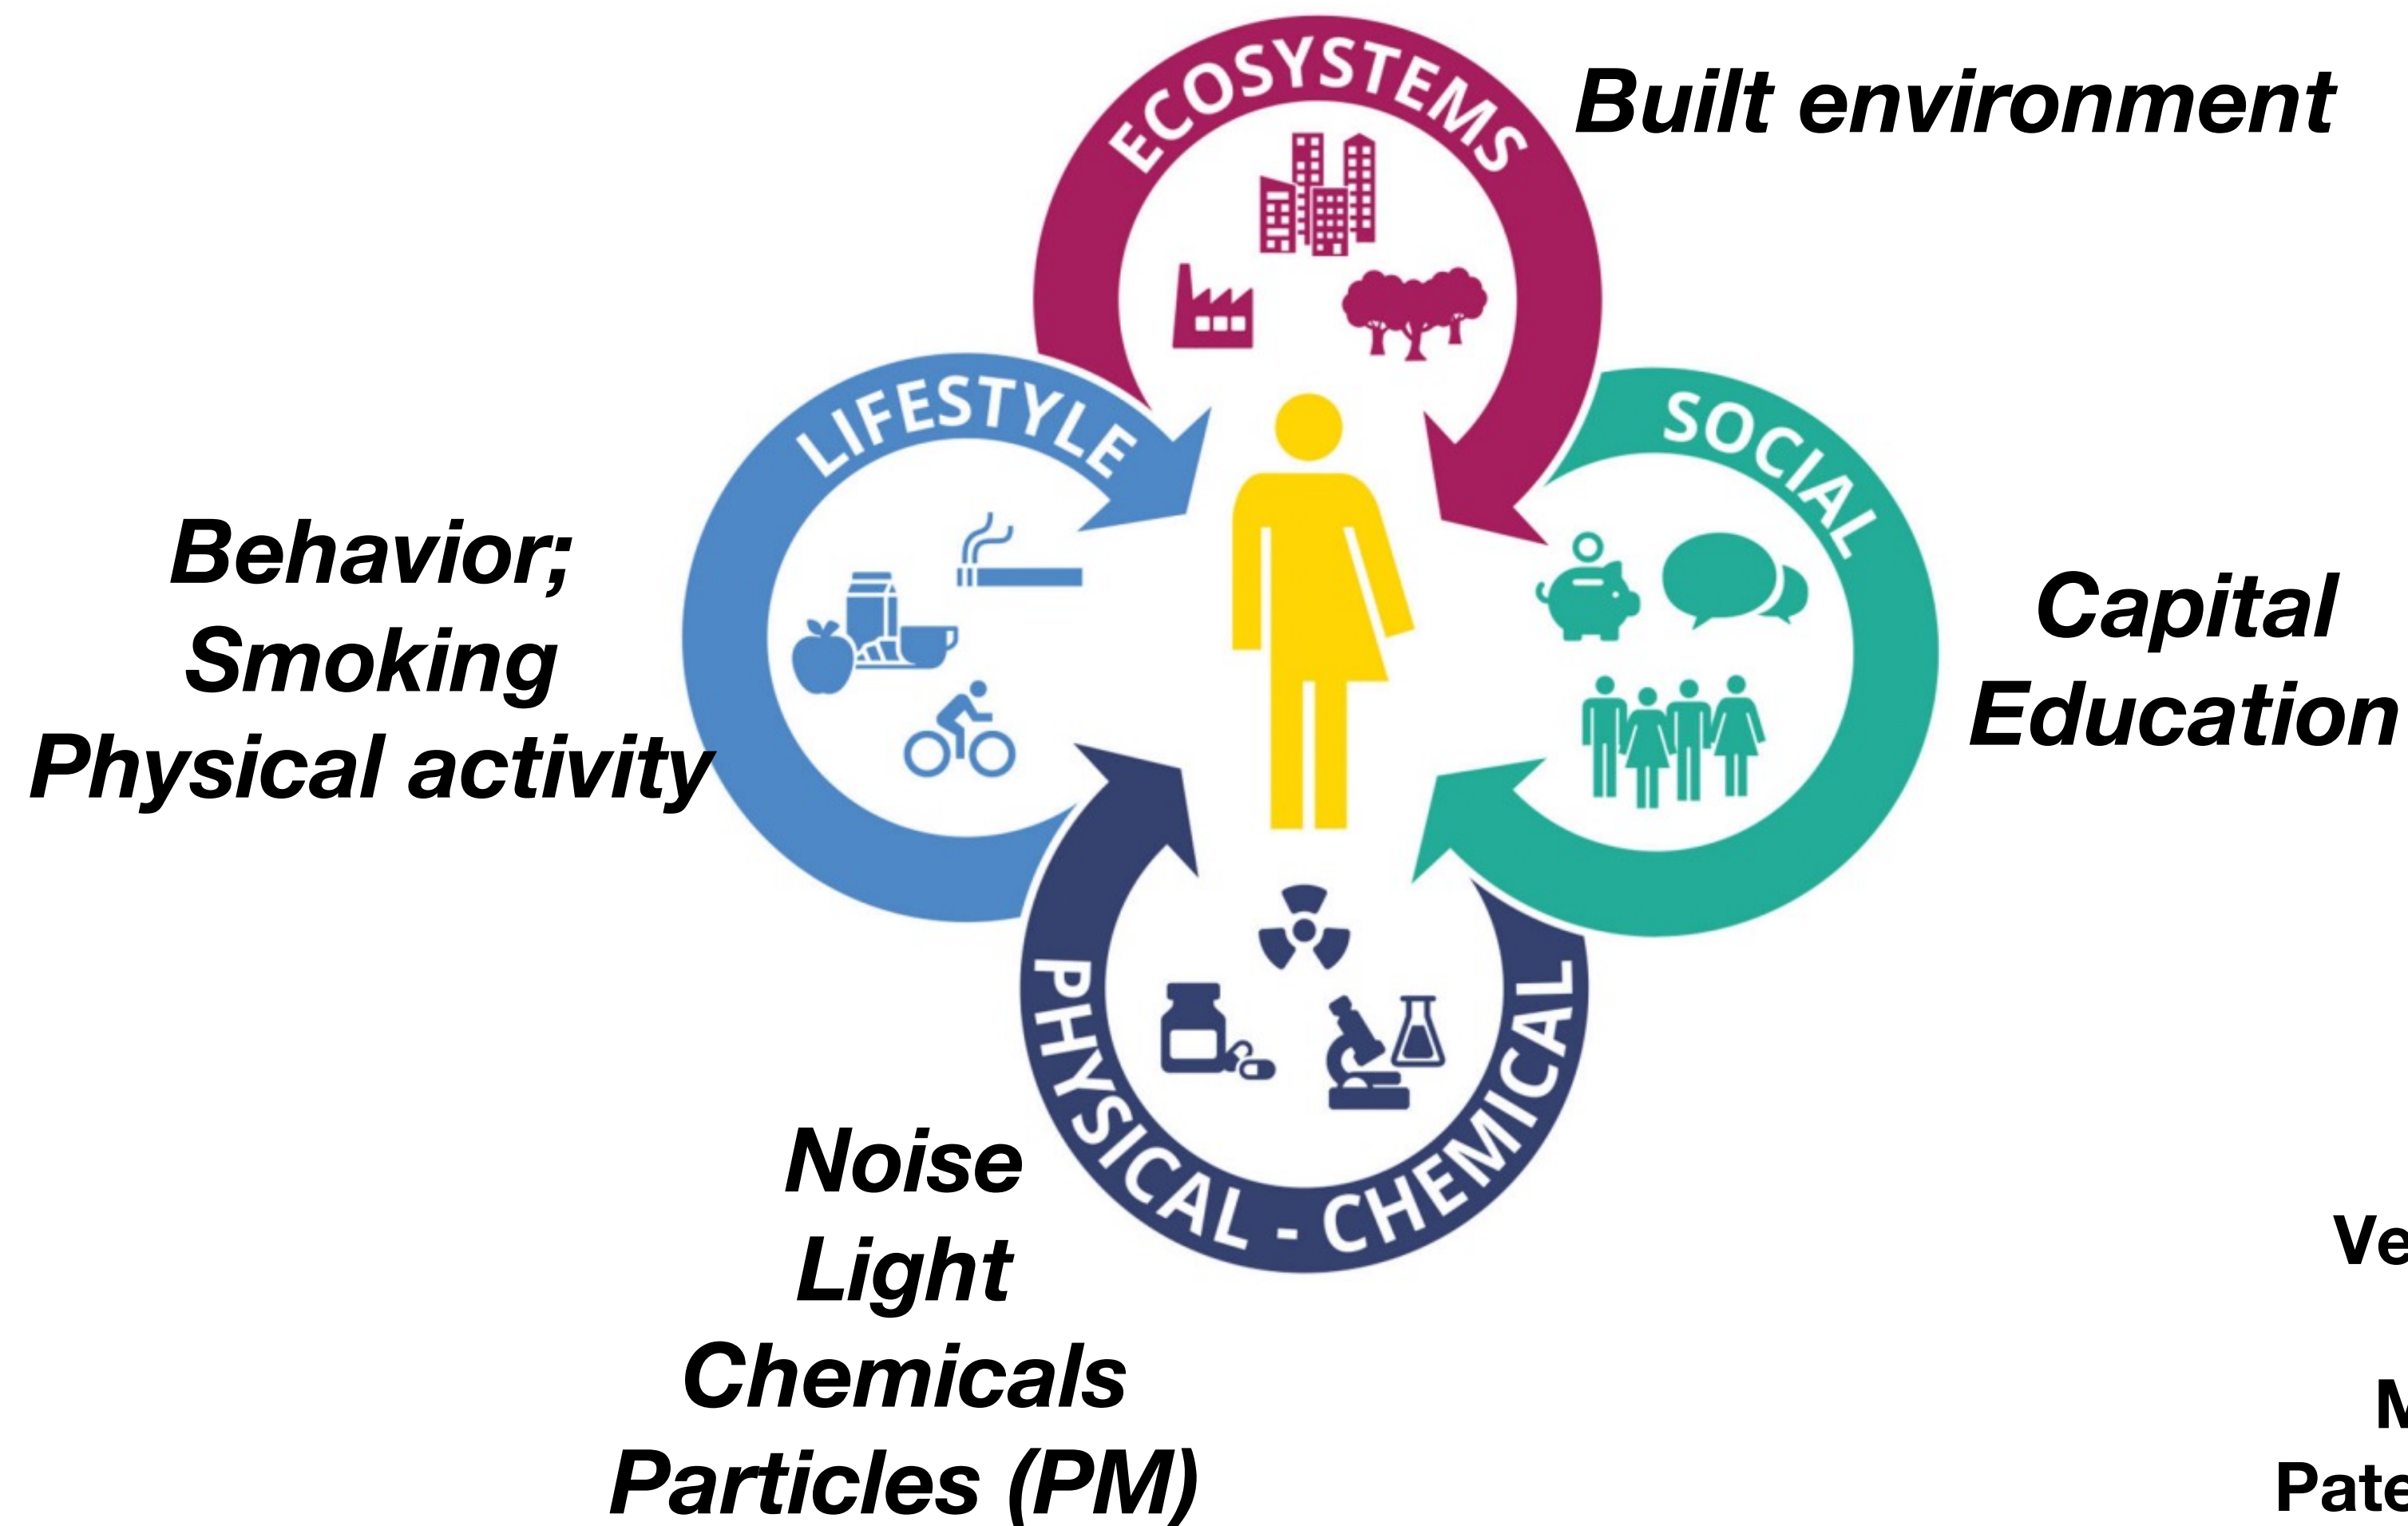 ECOSYSTEMS
Built environment
LIFESTYLE
SOCIAL
Behavior;
Smoking
Physical activity
Capital
Education
PHYSICAL - CHEMICAL
Noise
Light
Chemicals
Particles (PM)